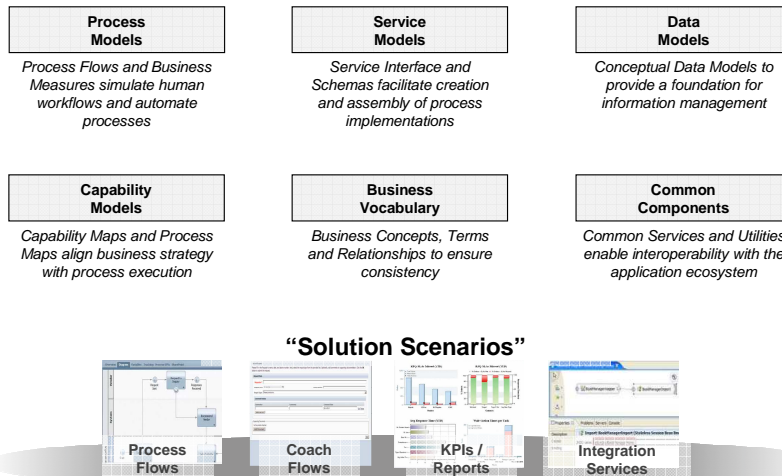 Process
Models
Service
Models
Data
Models
Process Flows and Business
Measures simulate human
workflows and automate
processes
Service Interface and
Schemas facilitate creation
and assembly of process
implementations
Conceptual Data Models to
provide a foundation for
information management
Capability
Models
Business
Vocabulary
Common
Components
Capability Maps and Process
Maps align business strategy
with process execution
Business Concepts, Terms
and Relationships to ensure
consistency
Common Services and Utilities
enable interoperability with the
application ecosystem
“Solution Scenarios”
Process
Flows
Coach
Flows
KPIs /
Reports
Integration
Services